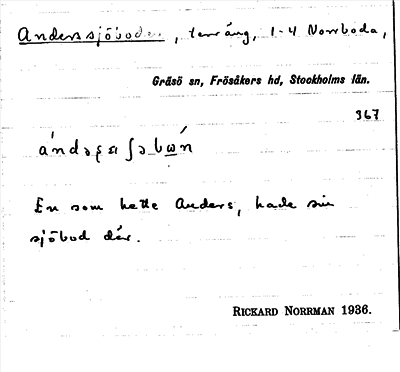 Anderssjöboden, terräng, 1-4 Norrboda,
Gräsö sn, Frösåkers hd, Stockholms län.
367
En som hette Anders, hade sin
sjöbod där.
RICKARD NORRMAN 1936.